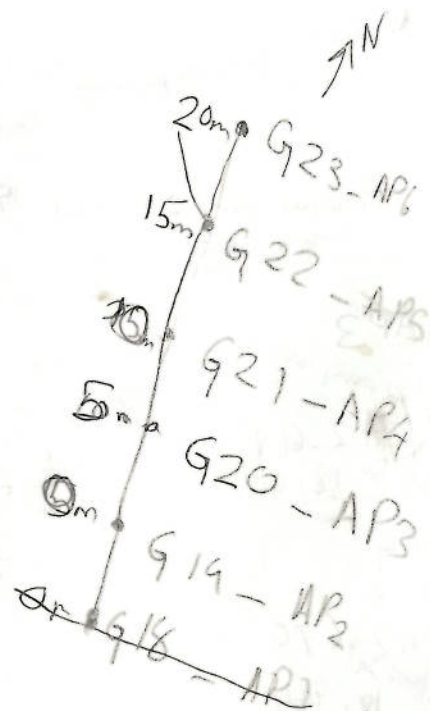 N
20m G23-AP6
15m G22-AP5
10m G21-AP4
5m G20-AP3
0m G19-AP2
G18-AP1